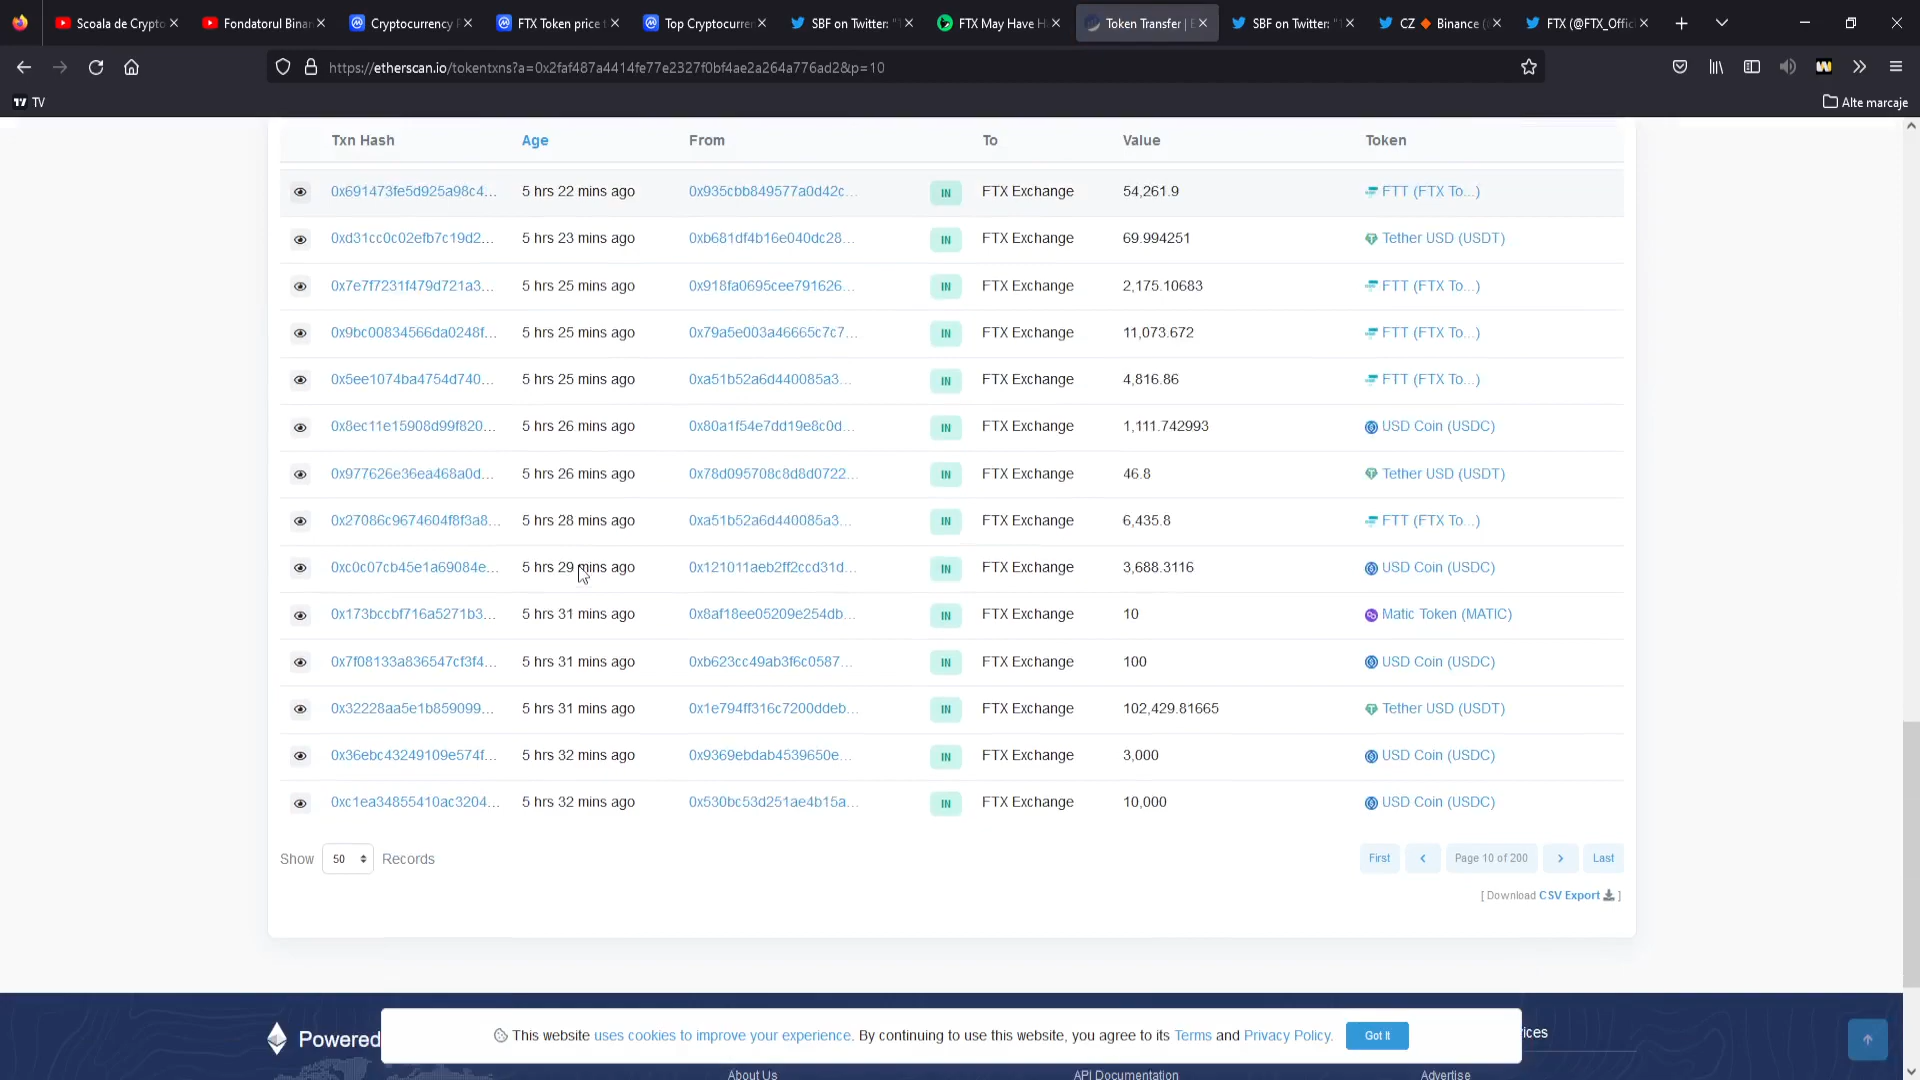 Scoala de Crypto
Fondatorul Binan
Cryptocurrency P
FTX Token price t
Top Cryptocurren
SBF on Twitter: "1
FTX May Have H
Token Transfer | E
SBF on Twitter: "1
CZ 🔶 Binance (
FTX (@FTX_Offici
https://etherscan.io/tokentxns?a=0x2faf487a4414fe77e2327f0bf4ae2a264a776ad2&p=10
TV
Alte marcaje
Txn Hash Age From To Value Token
0x691473fe5d925a98c4... 5 hrs 22 mins ago 0x935cbb849577a0d42c... IN FTX Exchange 54,261.9 FTT (FTX To...)
0xd31cc0c02efb7c19d2... 5 hrs 23 mins ago 0xb681df4b16e040dc28... IN FTX Exchange 69.994251 Tether USD (USDT)
0x7e7f7231f479d721a3... 5 hrs 25 mins ago 0x918fa0695cee791626... IN FTX Exchange 2,175.10683 FTT (FTX To...)
0x9bc00834566da0248f... 5 hrs 25 mins ago 0x79a5e003a46665c7c7... IN FTX Exchange 11,073.672 FTT (FTX To...)
0x5ee1074ba4754d740... 5 hrs 25 mins ago 0xa51b52a6d440085a3... IN FTX Exchange 4,816.86 FTT (FTX To...)
0x8ec11e15908d99f820... 5 hrs 26 mins ago 0x80a1f54e7dd19e8c0d... IN FTX Exchange 1,111.742993 USD Coin (USDC)
0x977626e36ea468a0d... 5 hrs 26 mins ago 0x78d095708c8d8d0722... IN FTX Exchange 46.8 Tether USD (USDT)
0x27086c9674604f8f3a8... 5 hrs 28 mins ago 0xa51b52a6d440085a3... IN FTX Exchange 6,435.8 FTT (FTX To...)
0xc0c07cb45e1a69084e... 5 hrs 29 mins ago 0x121011aeb2ff2ccd31d... IN FTX Exchange 3,688.3116 USD Coin (USDC)
0x173bccbf716a5271b3... 5 hrs 31 mins ago 0x8af18ee05209e254db... IN FTX Exchange 10 Matic Token (MATIC)
0x7f08133a836547cf3f4... 5 hrs 31 mins ago 0xb623cc49ab3f6c0587... IN FTX Exchange 100 USD Coin (USDC)
0x32228aa5e1b859099... 5 hrs 31 mins ago 0x1e794ff316c7200ddeb... IN FTX Exchange 102,429.81665 Tether USD (USDT)
0x36ebc43249109e574f... 5 hrs 32 mins ago 0x9369ebdab4539650e... IN FTX Exchange 3,000 USD Coin (USDC)
0xc1ea34855410ac3204... 5 hrs 32 mins ago 0x530bc53d251ae4b15a... IN FTX Exchange 10,000 USD Coin (USDC)
Show 50 Records
First Page 10 of 200 Last
[ Download CSV Export ]
Powered
This website uses cookies to improve your experience. By continuing to use this website, you agree to its Terms and Privacy Policy. Got It
vices
About Us API Documentation Advertise